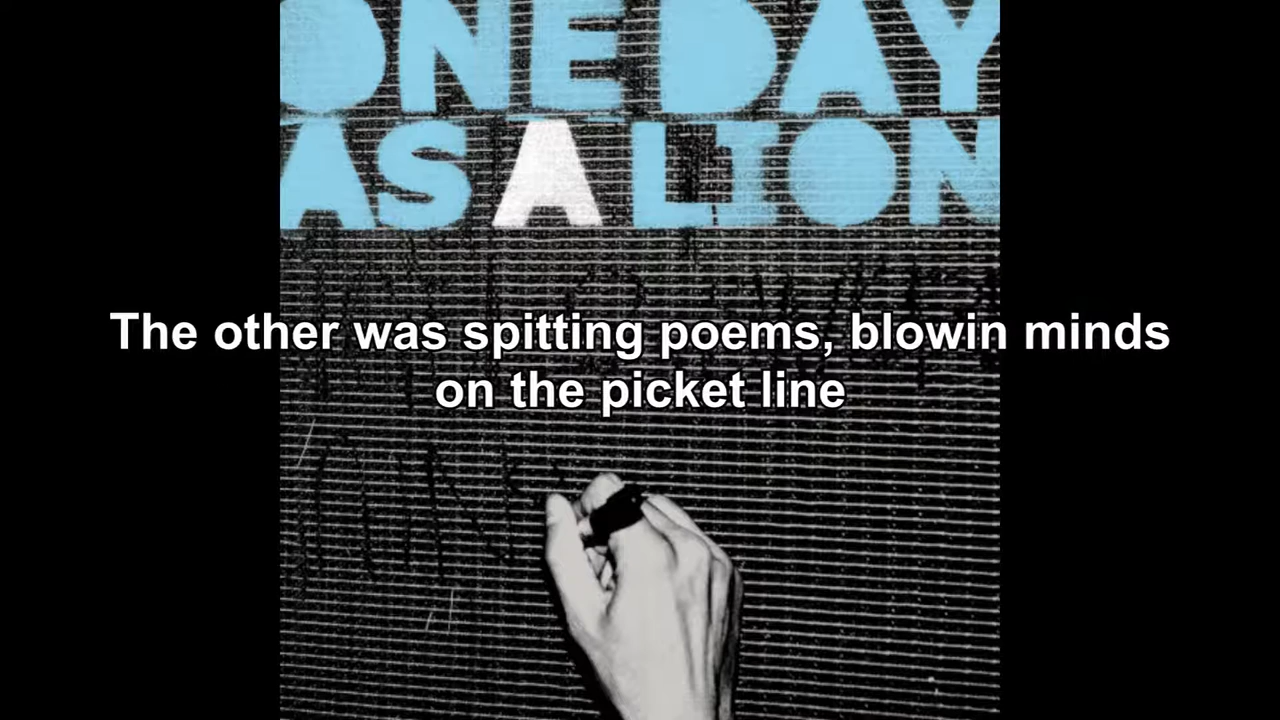 ONE DAY
AS A LION
The other was spitting poems, blowin minds
on the picket line